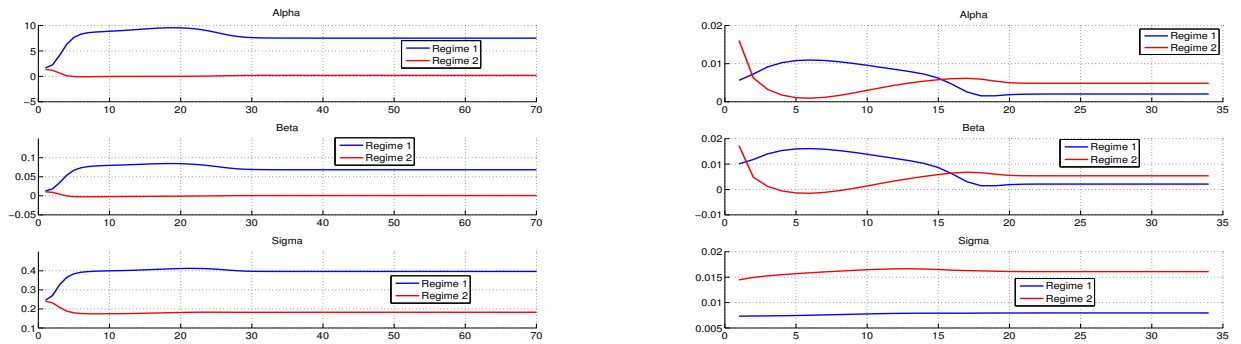 Alpha
10
5
0
−5
Regime 1
Regime 2
0 10 20 30 40 50 60 70
Beta
0.1
0.05
0
−0.05
Regime 1
Regime 2
0 10 20 30 40 50 60 70
Sigma
0.4
0.3
0.2
0.1
Regime 1
Regime 2
0 10 20 30 40 50 60 70
Alpha
0.02
0.01
0
Regime 1
Regime 2
0 5 10 15 20 25 30 35
Beta
0.02
0.01
0
−0.01
Regime 1
Regime 2
0 5 10 15 20 25 30 35
Sigma
0.02
0.015
0.01
0.005
Regime 1
Regime 2
0 5 10 15 20 25 30 35